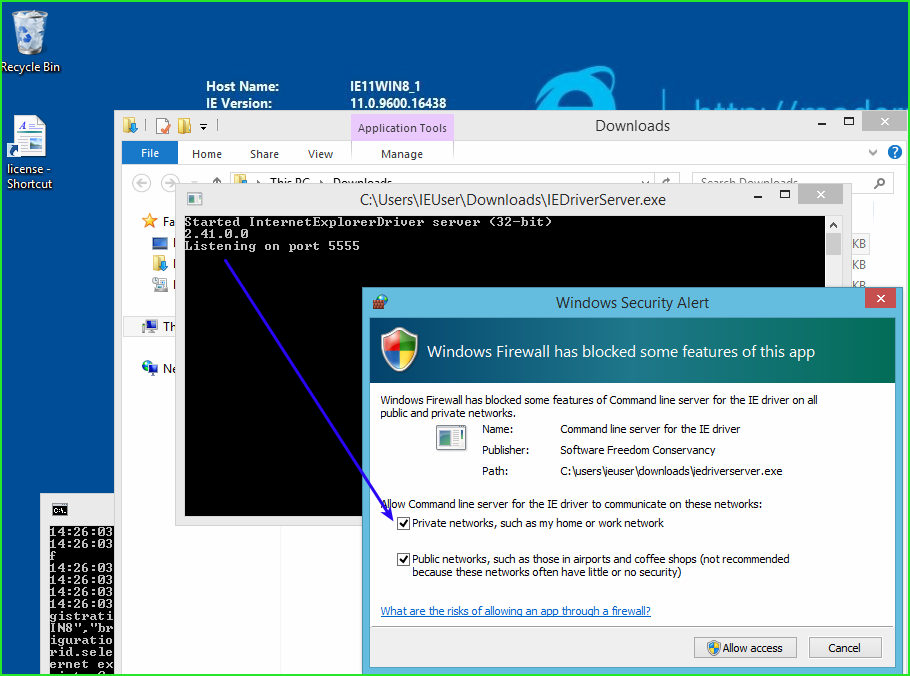 Recycle Bin
Host Name: IE11WIN8_1
IE Version: 11.0.9600.16438
license -
Shortcut
Application Tools
Downloads
File Home Share View Manage
This PC Downloads
Search Downloads
C:\Users\IEUser\Downloads\IEDriverServer.exe
Started InternetExplorerDriver server (32-bit)
2.41.0.0
Listening on port 5555
Fa
KB
KB
KB
Th
Ne
Windows Security Alert
Windows Firewall has blocked some features of this app
Windows Firewall has blocked some features of Command line server for the IE driver on all
public and private networks.
Name: Command line server for the IE driver
Publisher: Software Freedom Conservancy
Path: C:\users\ieuser\downloads\iedriverserver.exe
Allow Command line server for the IE driver to communicate on these networks:
Private networks, such as my home or work network
Public networks, such as those in airports and coffee shops (not recommended
because these networks often have little or no security)
What are the risks of allowing an app through a firewall?
Allow access Cancel
C:\.
14:26:03
14:26:03
f
14:26:03
14:26:03
14:26:03
14:26:03
gistrati
IN8","br
iguratio
rid.sele
ernet ex